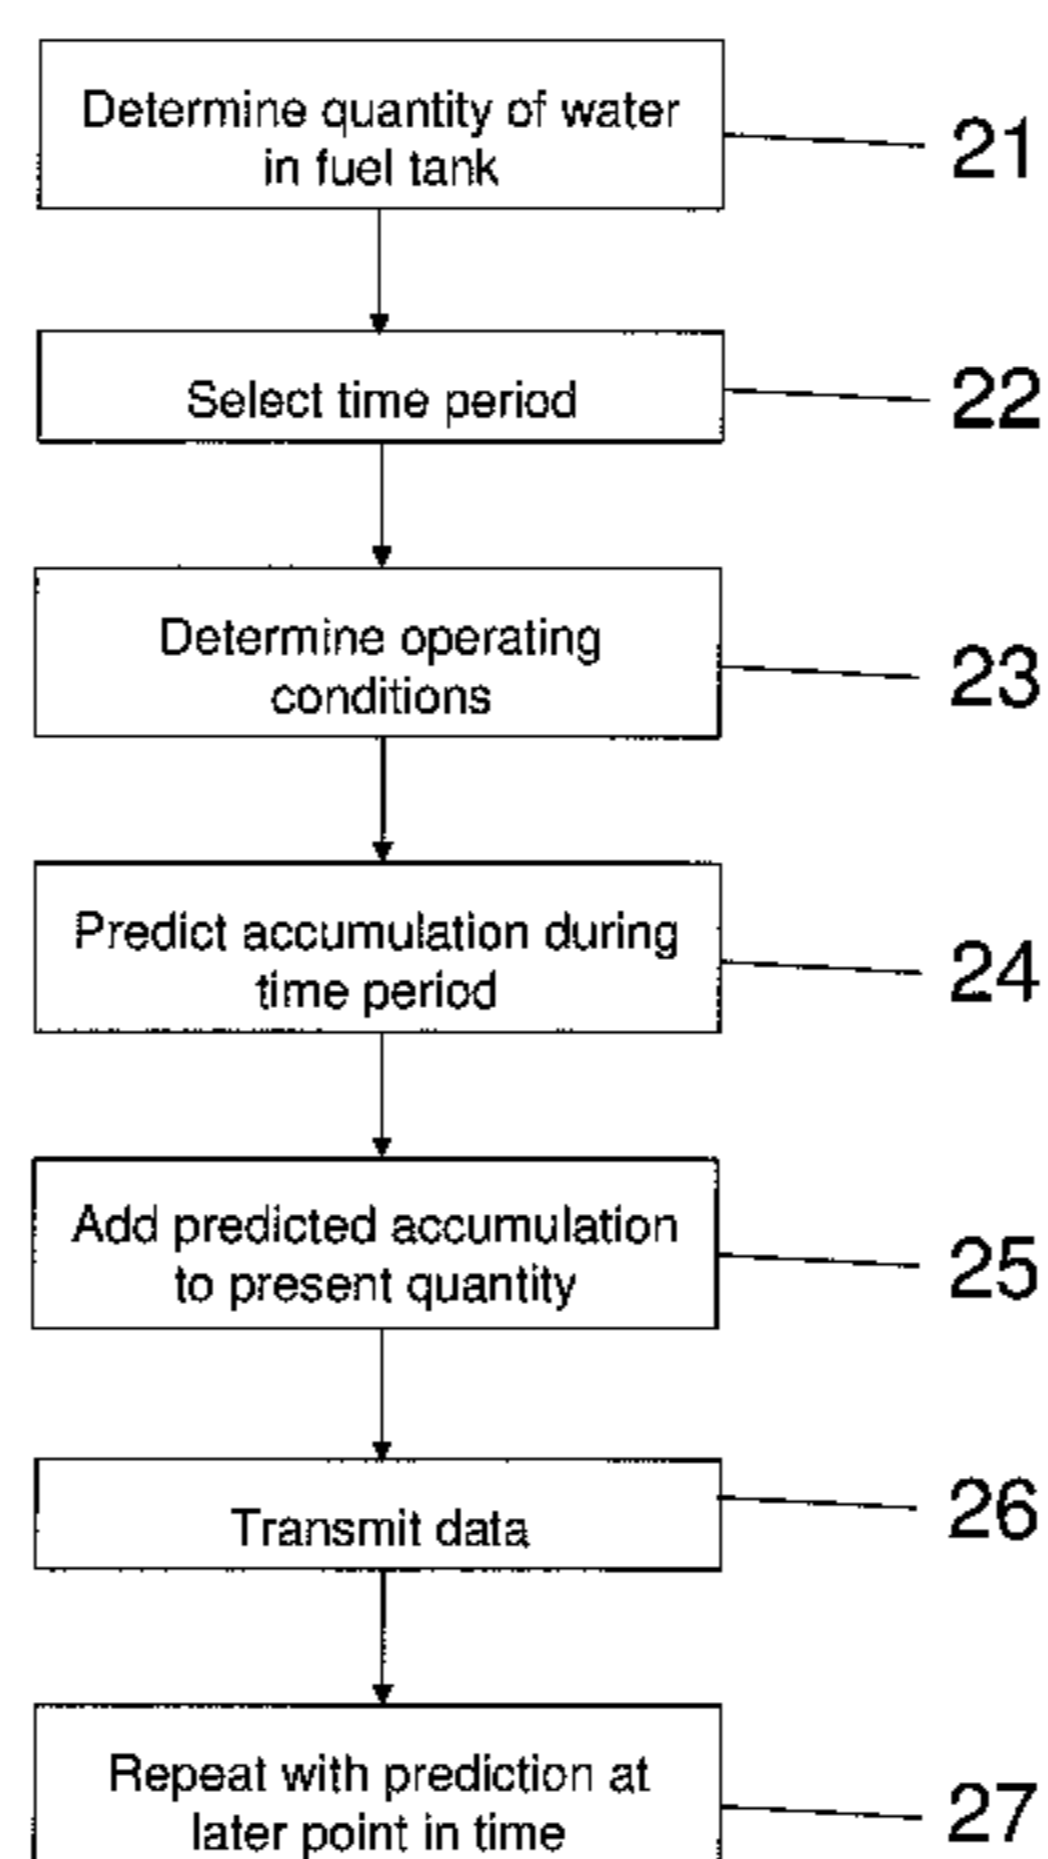 Determine quantity of water
in fuel tank
21
Select time period
22
Determine operating
conditions
23
Predict accumulation during
time period
24
Add predicted accumulation
to present quantity
25
Transmit data
26
Repeat with prediction at
later point in time
27